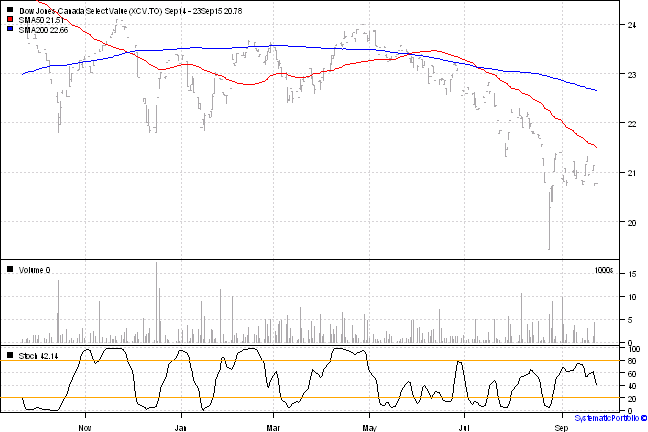 Dow Jones Canada Select Value (XCV.TO) Sep14 - 23Sep15 20.78
SMA50 21.51
SMA200 22.66
24
23
22
21
20
Volume 0
1000s
15
10
5
0
Stoch 42.14
100
80
60
40
20
0
Nov
Jan
Mar
May
Jul
Sep
SystematicPortfolio ©